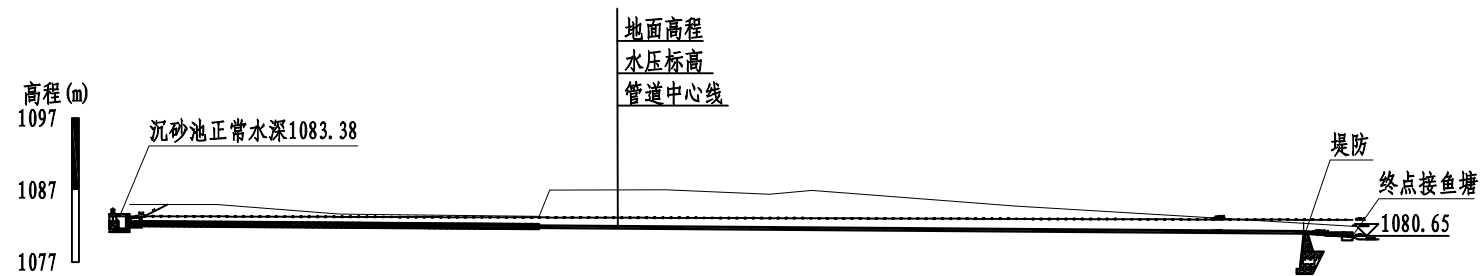 地面高程
水压标高
管道中心线
高程(m)
1097
沉砂池正常水深1083.38
堤防
1087
终点接鱼塘
1080.65
1077